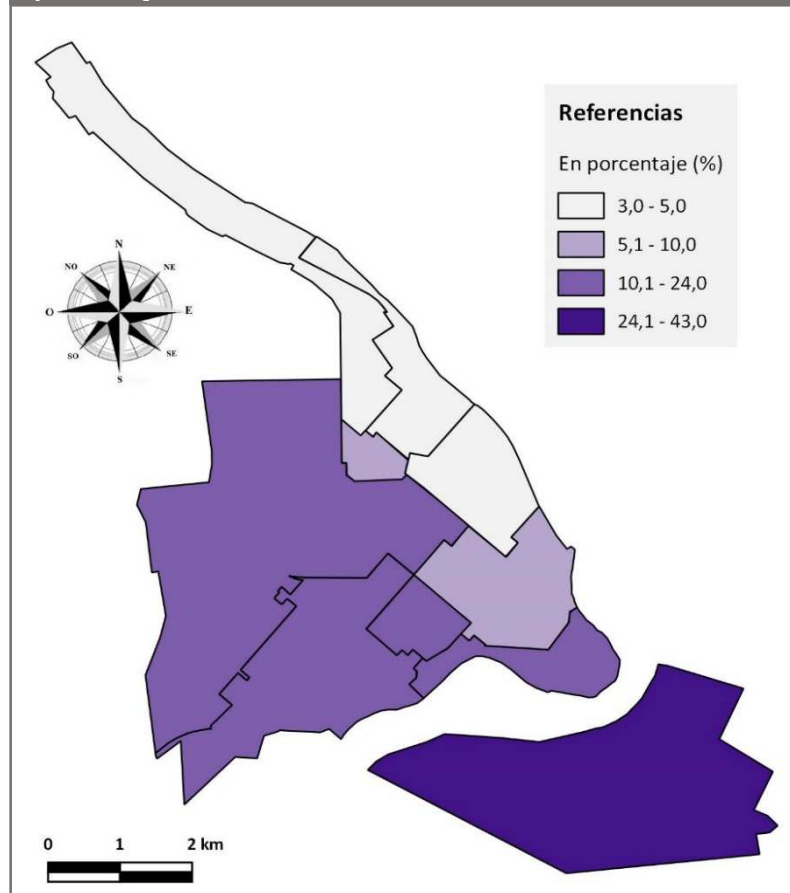 Referencias
En porcentaje (%)
3,0 - 5,0
5,1 - 10,0
10,1 - 24,0
24,1 - 43,0
N
NO NE
O E
SO SE
S
0 1 2 km